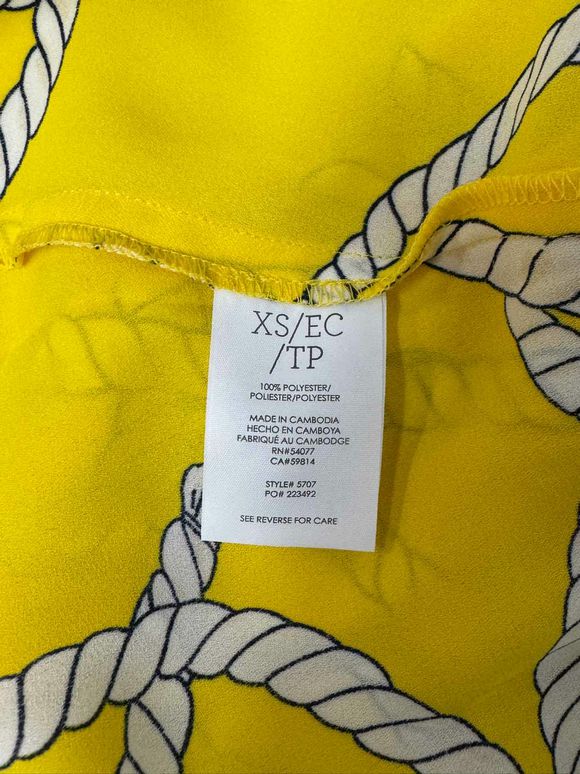 XS/EC
/TP
100% POLYESTER/
POLIESTER/POLYESTER
MADE IN CAMBODIA
HECHO EN CAMBOYA
FABRIQUÉ AU CAMBODGE
RN#54077
CA#59814
STYLE# 5707
PO# 223492
SEE REVERSE FOR CARE